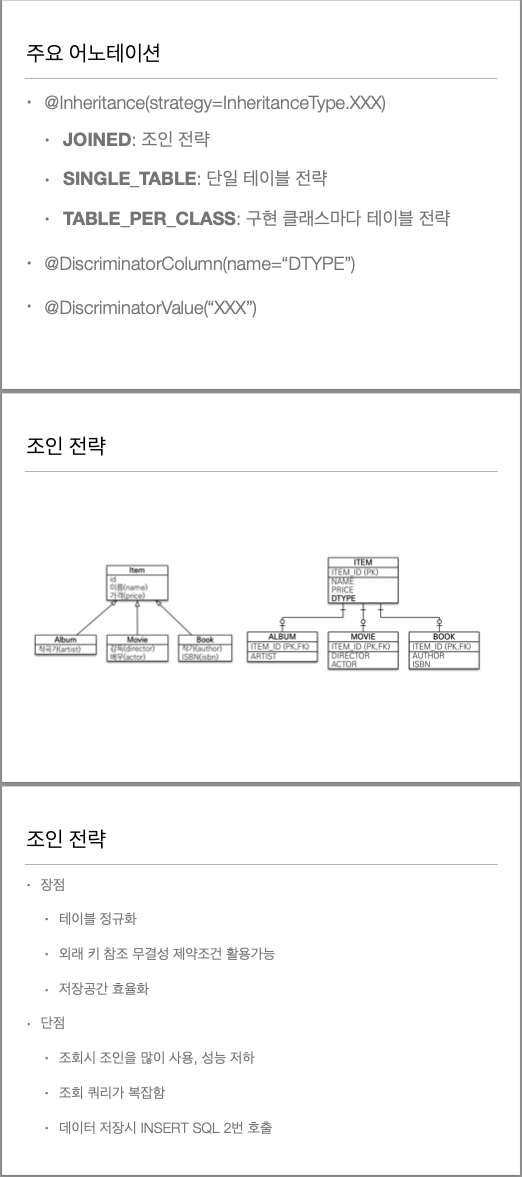 주요 어노테이션
• @Inheritance(strategy=InheritanceType.XXX)
• JOINED: 조인 전략
• SINGLE_TABLE: 단일 테이블 전략
• TABLE_PER_CLASS: 구현 클래스마다 테이블 전략
• @DiscriminatorColumn(name=“DTYPE”)
• @DiscriminatorValue(“XXX”)
조인 전략
Item
id
이름(name)
가격(price)
Album
작곡가(artist)
Movie
감독(director)
배우(actor)
Book
작가(author)
ISBN(isbn)
ITEM
ITEM_ID (PK)
NAME
PRICE
DTYPE
ALBUM
ITEM_ID (PK,FK)
ARTIST
MOVIE
ITEM_ID (PK,FK)
DIRECTOR
ACTOR
BOOK
ITEM_ID (PK,FK)
AUTHOR
ISBN
조인 전략
• 장점
• 테이블 정규화
• 외래 키 참조 무결성 제약조건 활용가능
• 저장공간 효율화
• 단점
• 조회시 조인을 많이 사용, 성능 저하
• 조회 쿼리가 복잡함
• 데이터 저장시 INSERT SQL 2번 호출